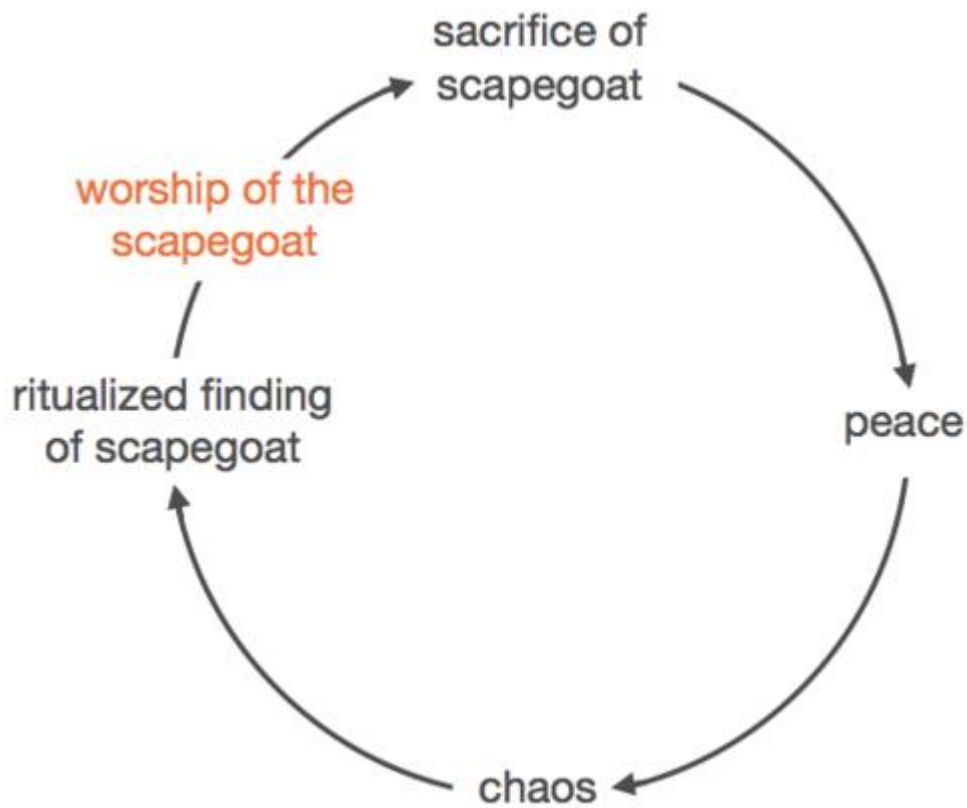 sacrifice of
scapegoat
worship of the
scapegoat
ritualized finding
of scapegoat
peace
chaos